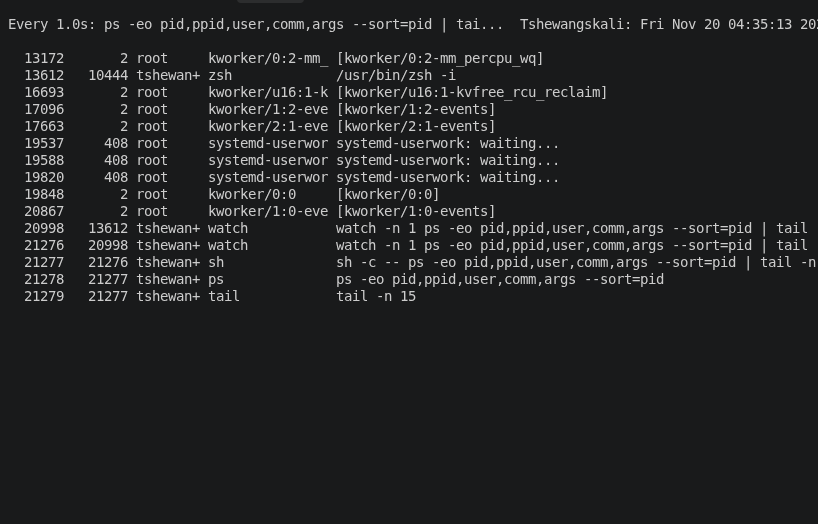 Every 1.0s: ps -eo pid,ppid,user,comm,args --sort=pid | tai...  Tshewangskali: Fri Nov 20 04:35:13
13172       2 root     kworker/0:2-mm_ [kworker/0:2-mm_percpu_wq]
13612   10444 tshewan+ zsh             /usr/bin/zsh -i
16693       2 root     kworker/u16:1-k [kworker/u16:1-kvfree_rcu_reclaim]
17096       2 root     kworker/1:2-eve [kworker/1:2-events]
17663       2 root     kworker/2:1-eve [kworker/2:1-events]
19537     408 root     systemd-userwor systemd-userwork: waiting...
19588     408 root     systemd-userwor systemd-userwork: waiting...
19820     408 root     systemd-userwor systemd-userwork: waiting...
19848       2 root     kworker/0:0     [kworker/0:0]
20867       2 root     kworker/1:0-eve [kworker/1:0-events]
20998   13612 tshewan+ watch           watch -n 1 ps -eo pid,ppid,user,comm,args --sort=pid | tail
21276   20998 tshewan+ watch           watch -n 1 ps -eo pid,ppid,user,comm,args --sort=pid | tail
21277   21276 tshewan+ sh              sh -c -- ps -eo pid,ppid,user,comm,args --sort=pid | tail -n
21278   21277 tshewan+ ps              ps -eo pid,ppid,user,comm,args --sort=pid
21279   21277 tshewan+ tail            tail -n 15